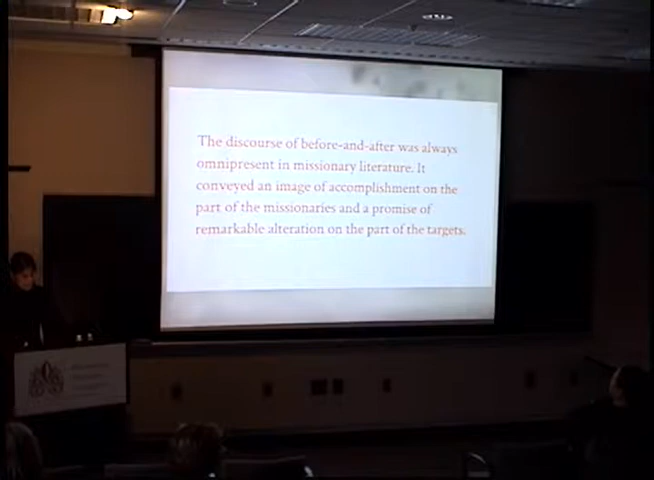 The discourse of before-and-after was always
omnipresent in missionary literature. It
conveyed an image of accomplishment on the
part of the missionaries and a promise of
remarkable alteration on the part of the targets.